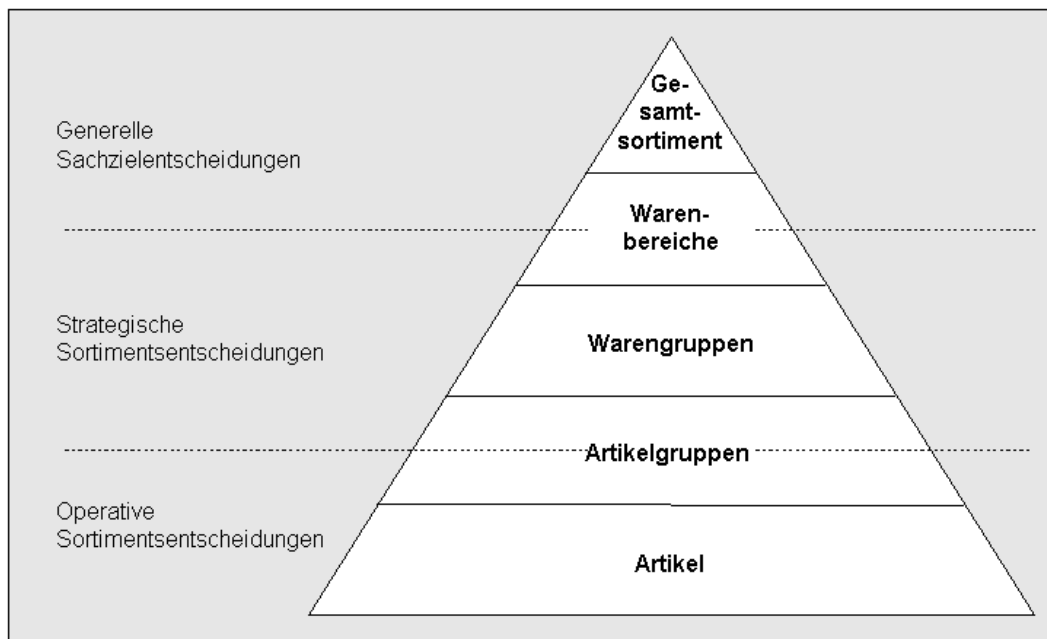 Ge-
samt-
sortiment
Generelle
Sachzielentscheidungen
Waren-
bereiche
Strategische
Sortimentsentscheidungen
Warengruppen
Artikelgruppen
Operative
Sortimentsentscheidungen
Artikel